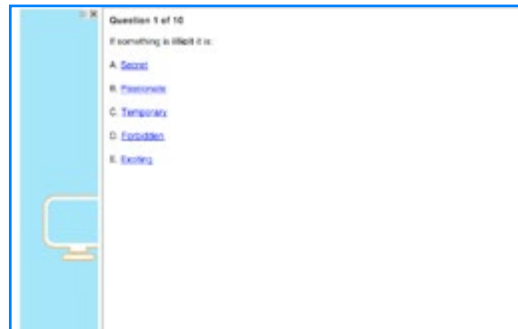 Question 1 of 10
If something is illicit it is:
A. Secret
B. Passionate
C. Temporary
D. Forbidden
E. Exciting